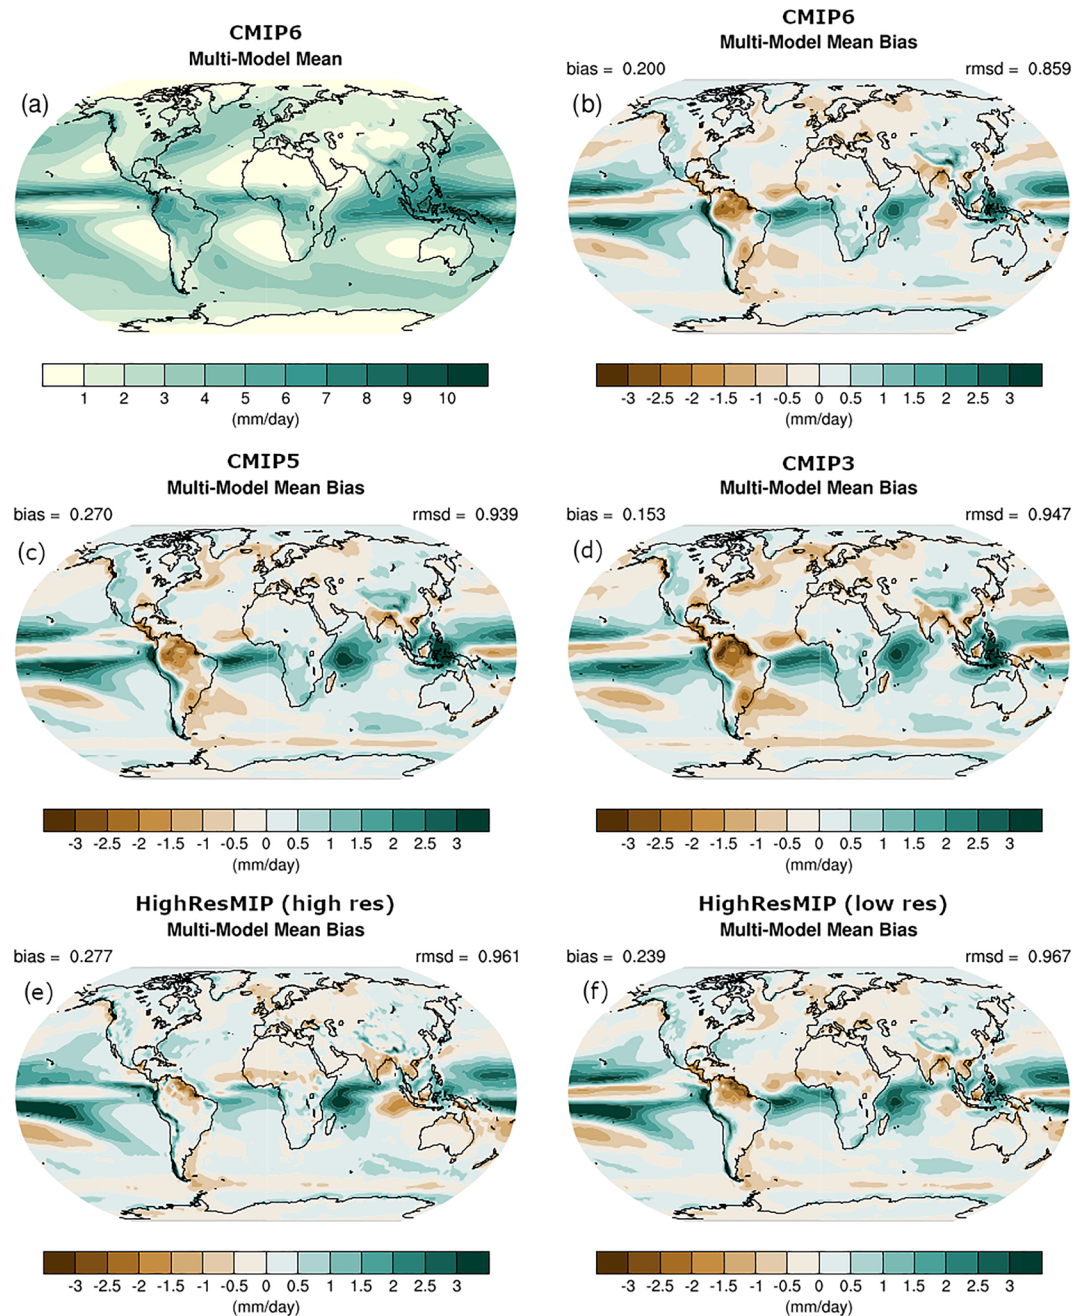 CMIP6
Multi-Model Mean
(a)
1 2 3 4 5 6 7 8 9 10
(mm/day)
CMIP6
Multi-Model Mean Bias
bias = 0.200 rmsd = 0.859
(b)
-3 -2.5 -2 -1.5 -1 -0.5 0 0.5 1 1.5 2 2.5 3
(mm/day)
CMIP5
Multi-Model Mean Bias
bias = 0.270 rmsd = 0.939
(c)
-3 -2.5 -2 -1.5 -1 -0.5 0 0.5 1 1.5 2 2.5 3
(mm/day)
CMIP3
Multi-Model Mean Bias
bias = 0.153 rmsd = 0.947
(d)
-3 -2.5 -2 -1.5 -1 -0.5 0 0.5 1 1.5 2 2.5 3
(mm/day)
HighResMIP (high res)
Multi-Model Mean Bias
bias = 0.277 rmsd = 0.961
(e)
-3 -2.5 -2 -1.5 -1 -0.5 0 0.5 1 1.5 2 2.5 3
(mm/day)
HighResMIP (low res)
Multi-Model Mean Bias
bias = 0.239 rmsd = 0.967
(f)
-3 -2.5 -2 -1.5 -1 -0.5 0 0.5 1 1.5 2 2.5 3
(mm/day)